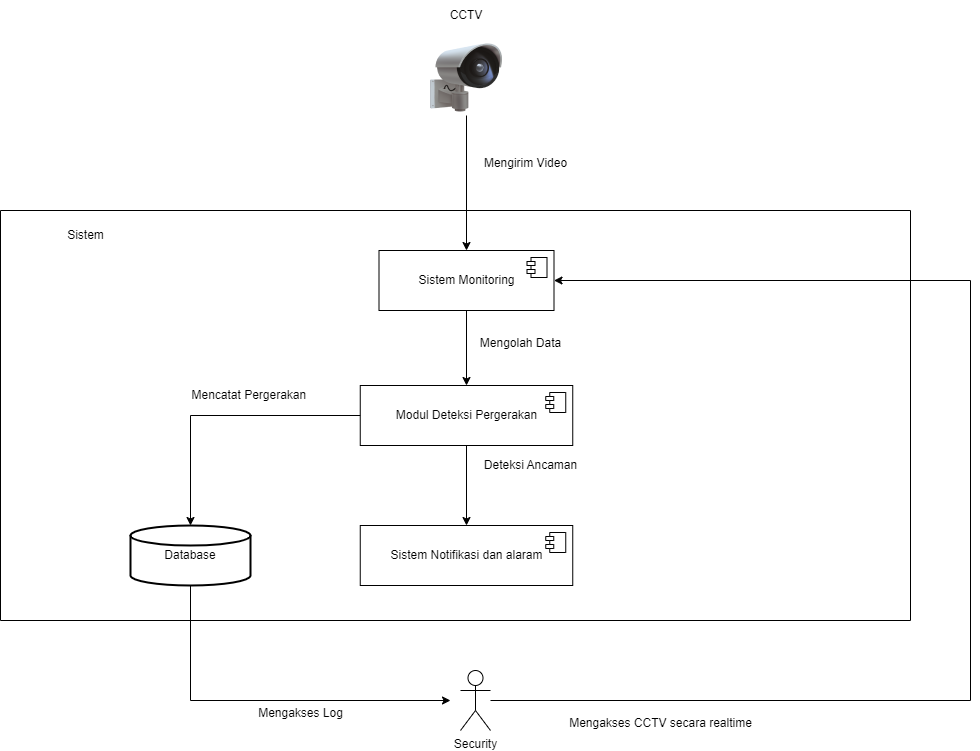 CCTV
Mengirim Video
Sistem
Sistem Monitoring
Mengolah Data
Mencatat Pergerakan
Modul Deteksi Pergerakan
Deteksi Ancaman
Database
Sistem Notifikasi dan alaram
Mengakses Log
Mengakses CCTV secara realtime
Security